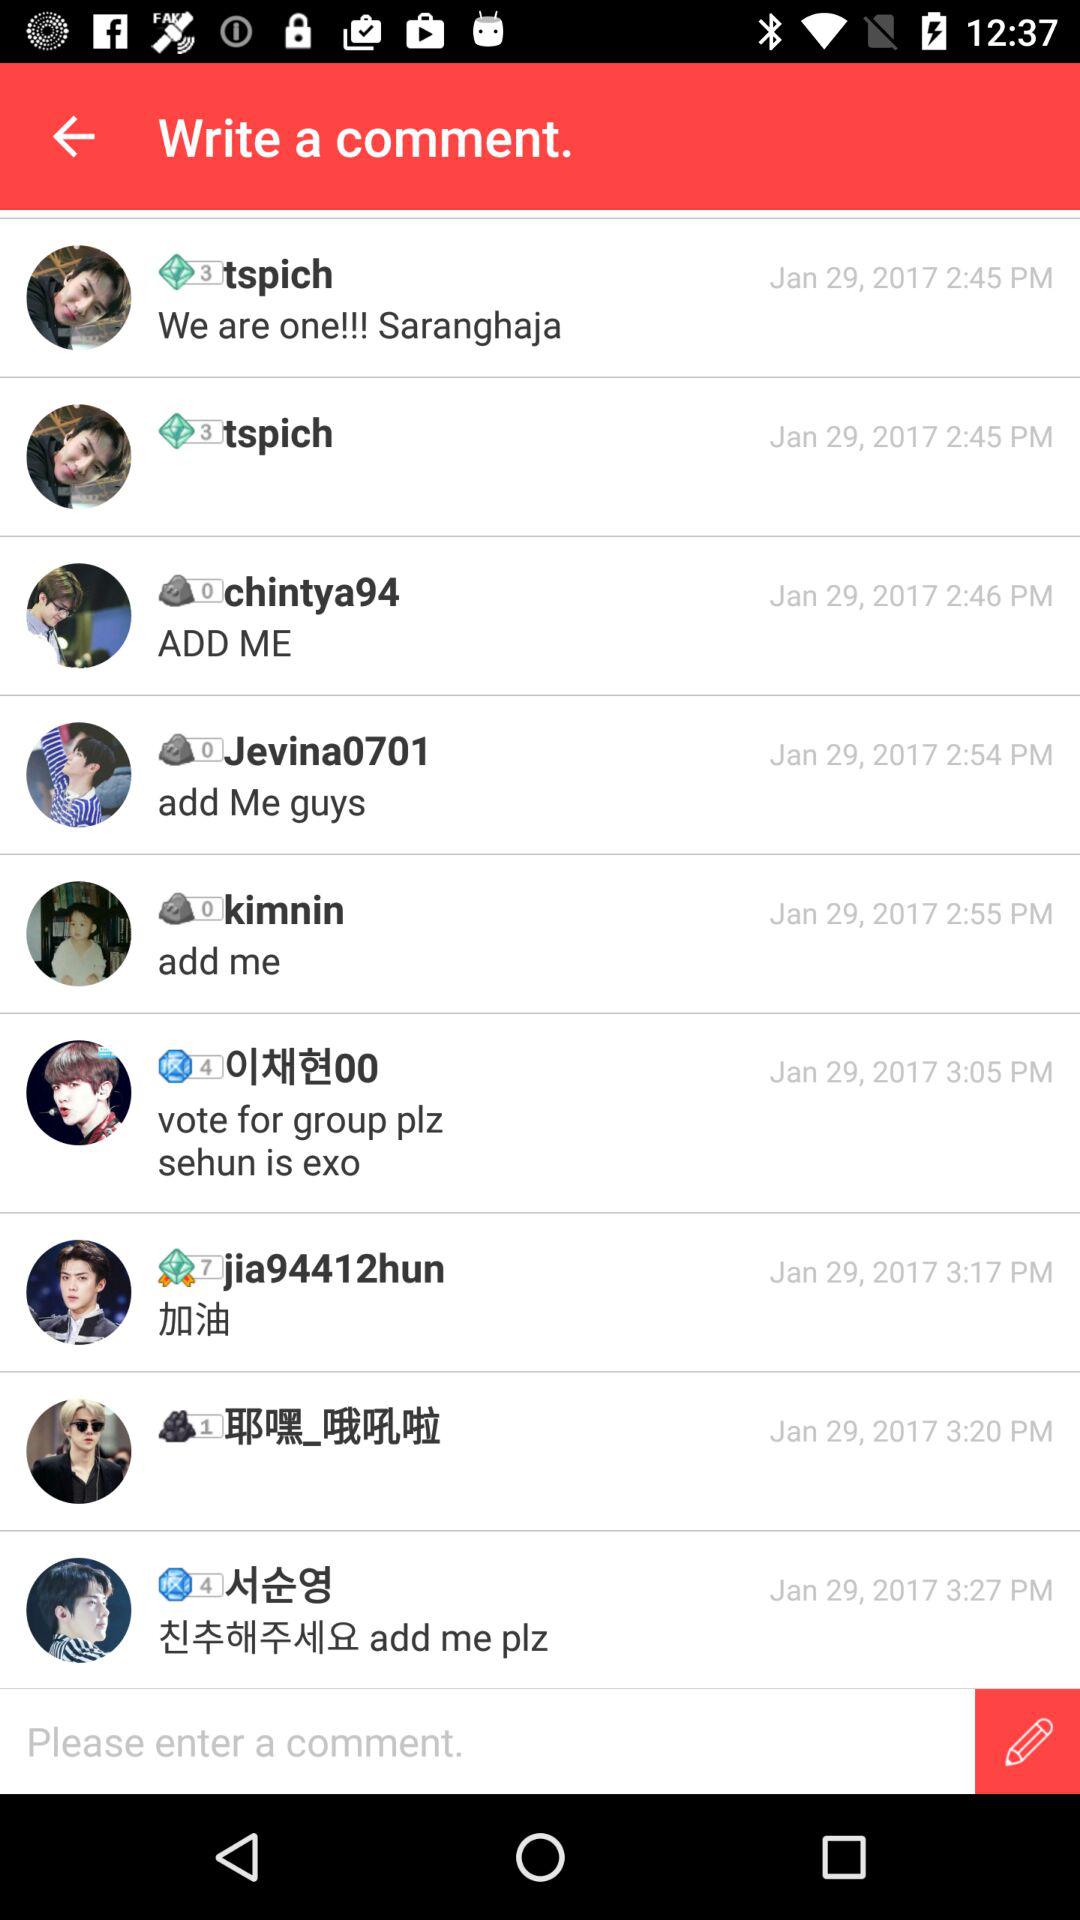 FAKE
12:37
Write a comment.
3 tspich Jan 29, 2017 2:45 PM
We are one!!! Saranghaja
3 tspich Jan 29, 2017 2:45 PM
0 chintya94 Jan 29, 2017 2:46 PM
ADD ME
0 Jevina0701 Jan 29, 2017 2:54 PM
add Me guys
0 kimnin Jan 29, 2017 2:55 PM
add me
4 이채현00 Jan 29, 2017 3:05 PM
vote for group plz
sehun is exo
7 jia94412hun Jan 29, 2017 3:17 PM
加油
1 耶嘿_哦吼啦 Jan 29, 2017 3:20 PM
4 서순영 Jan 29, 2017 3:27 PM
친추해주세요 add me plz
Please enter a comment.